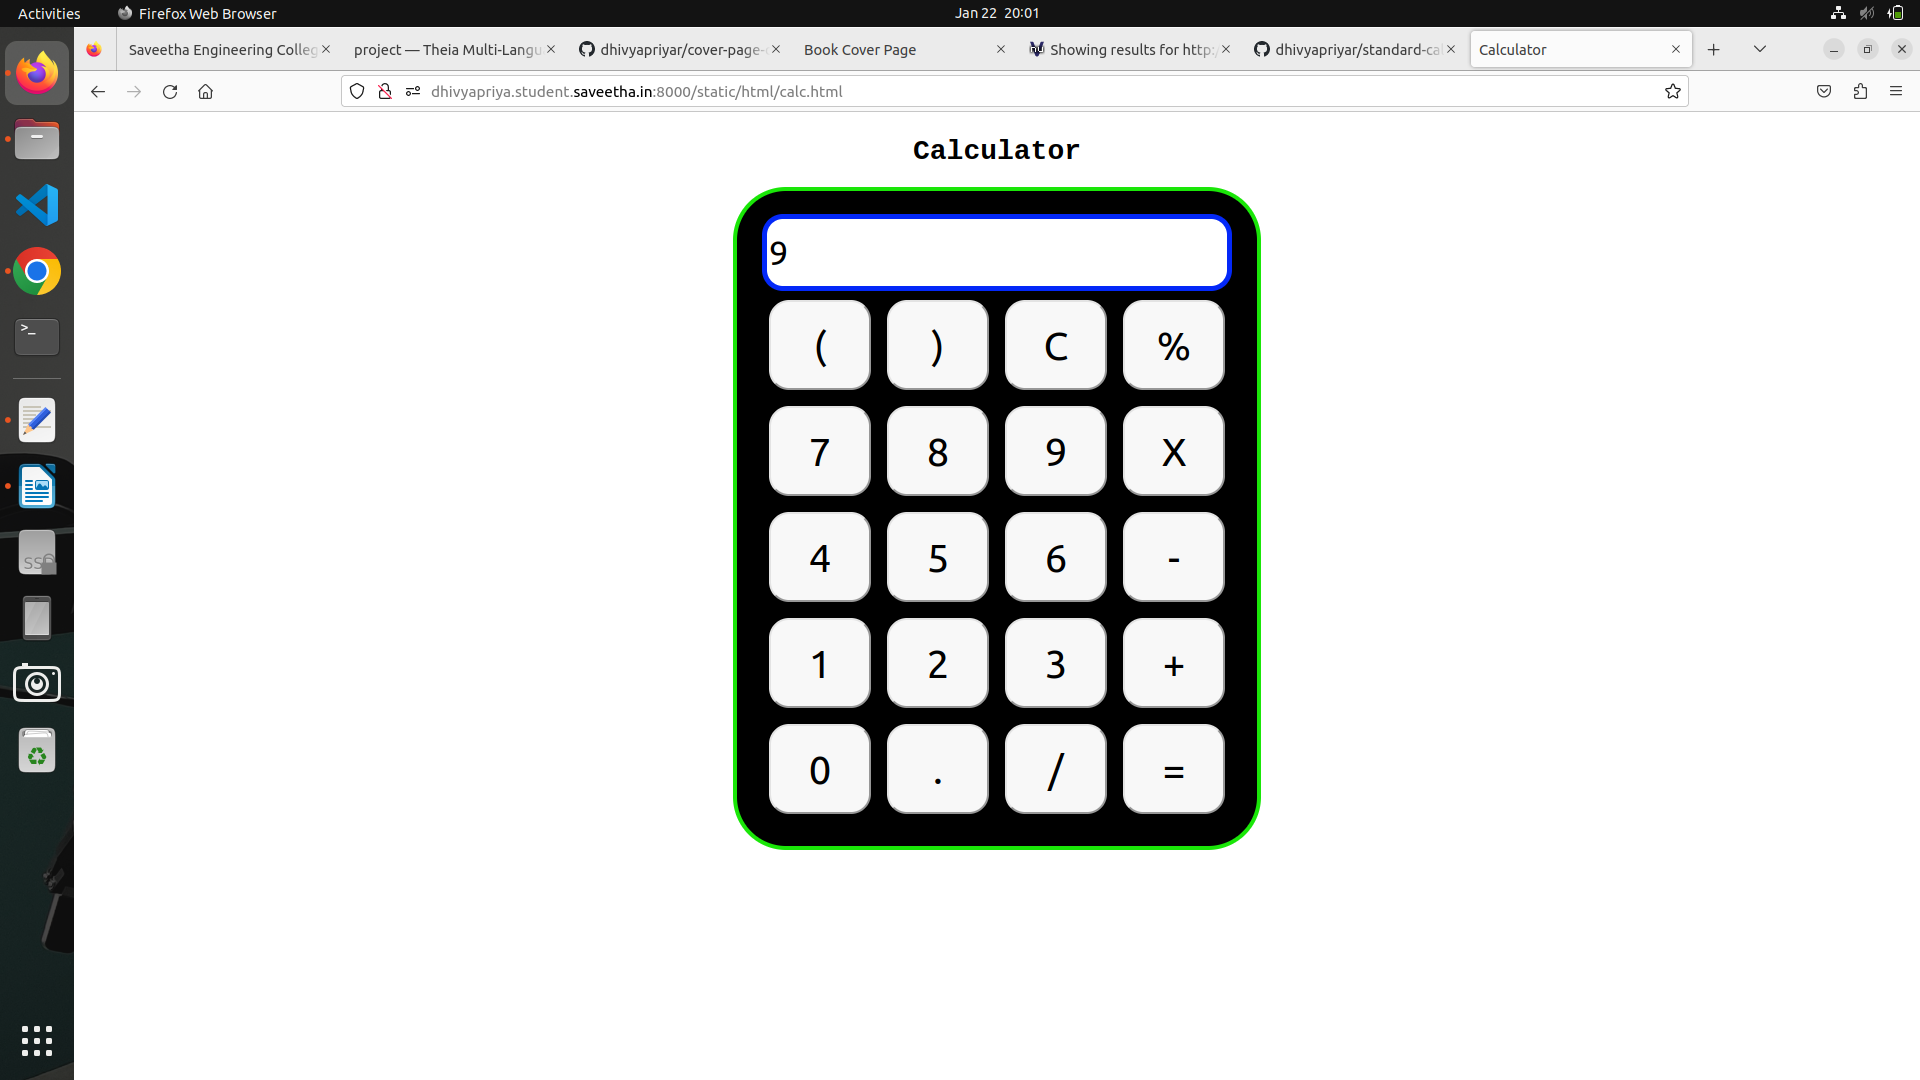 Activities Firefox Web Browser Jan 22 20:01
Saveetha Engineering Colleg project — Theia Multi-Langu dhivyapriyar/cover-page- Book Cover Page Showing results for http:/ dhivyapriyar/standard-cal Calculator
dhivyapriya.student.saveetha.in:8000/static/html/calc.html
Calculator
9
( ) C %
7 8 9 X
4 5 6 -
1 2 3 +
0 . / =